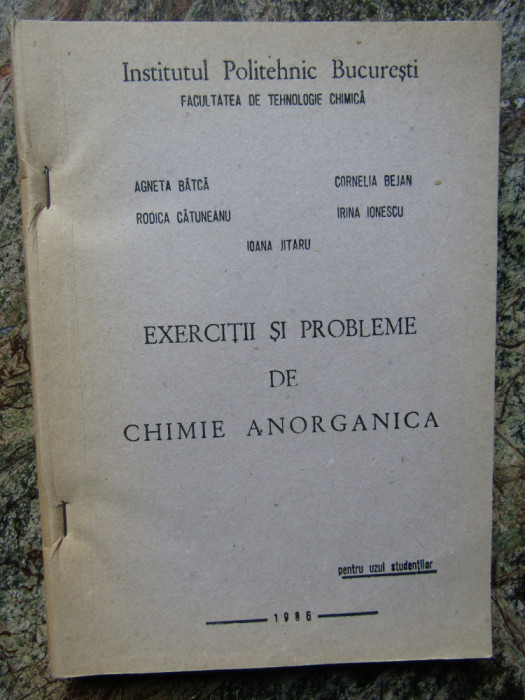 Institutul Politehnic București
FACULTATEA DE TEHNOLOGIE CHIMICĂ
AGNETA BĂTCĂ CORNELIA BEJAN
RODICA CĂTUNEANU IRINA IONESCU
IOANA JITARU
EXERCIȚII ȘI PROBLEME
DE
CHIMIE ANORGANICA
pentru uzul studenților
1986